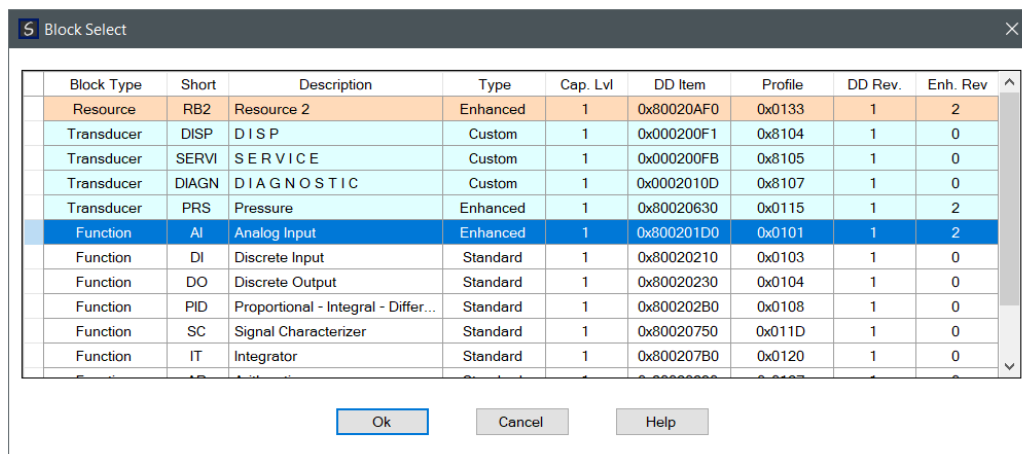 S Block Select
Block Type Short Description Type Cap. Lvl DD Item Profile DD Rev. Enh. Rev
Resource RB2 Resource 2 Enhanced 1 0x80020AF0 0x0133 1 2
Transducer DISP D I S P Custom 1 0x000200F1 0x8104 1 0
Transducer SERVI S E R V I C E Custom 1 0x000200FB 0x8105 1 0
Transducer DIAGN D I A G N O S T I C Custom 1 0x0002010D 0x8107 1 0
Transducer PRS Pressure Enhanced 1 0x80020630 0x0115 1 2
Function AI Analog Input Enhanced 1 0x800201D0 0x0101 1 2
Function DI Discrete Input Standard 1 0x80020210 0x0103 1 0
Function DO Discrete Output Standard 1 0x80020230 0x0104 1 0
Function PID Proportional - Integral - Differ... Standard 1 0x800202B0 0x0108 1 0
Function SC Signal Characterizer Standard 1 0x80020750 0x011D 1 0
Function IT Integrator Standard 1 0x800207B0 0x0120 1 0
Ok Cancel Help